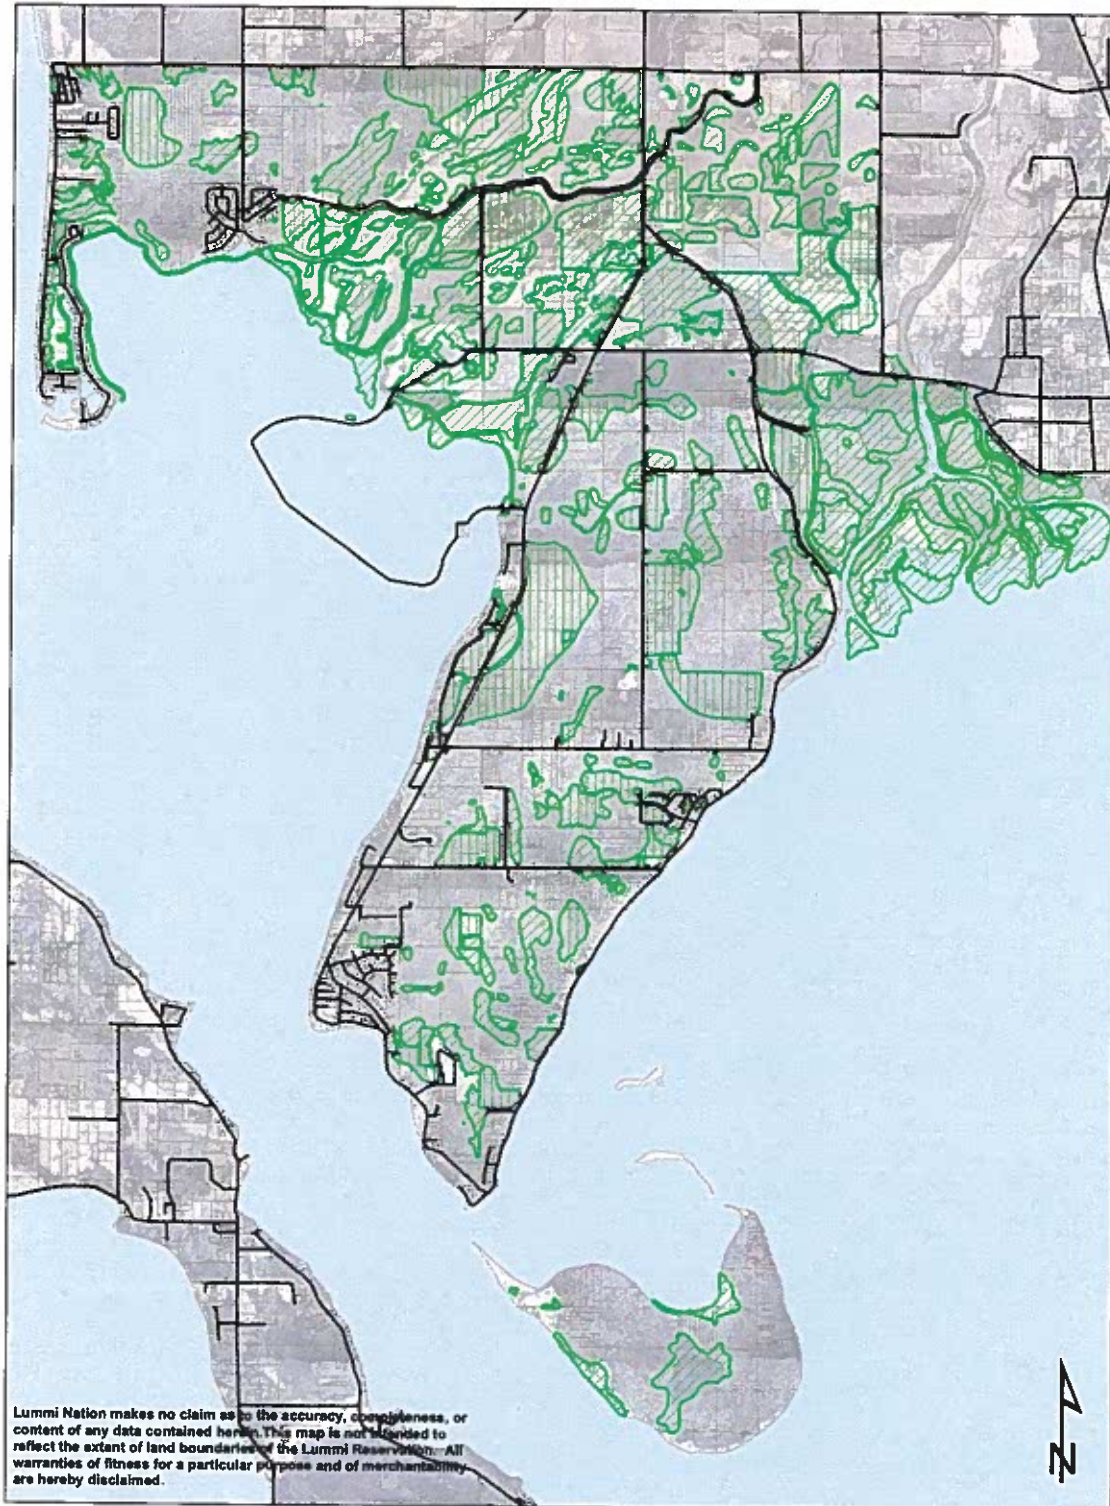 Lummi Nation makes no claim as to the accuracy, completeness, or
content of any data contained herein. This map is not intended to
reflect the extent of land boundaries of the Lummi Reservation. All
warranties of fitness for a particular purpose and of merchantability
are hereby disclaimed.
N